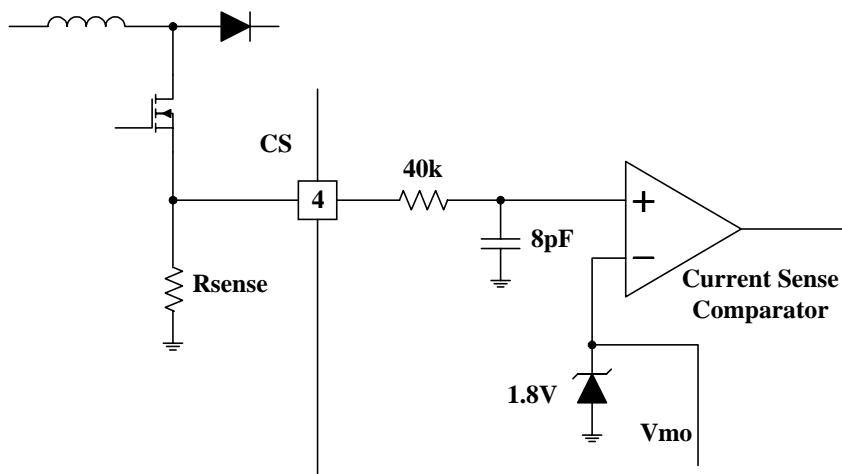 CS
40k
4
8pF
Rsense
Current Sense
Comparator
1.8V
Vmo